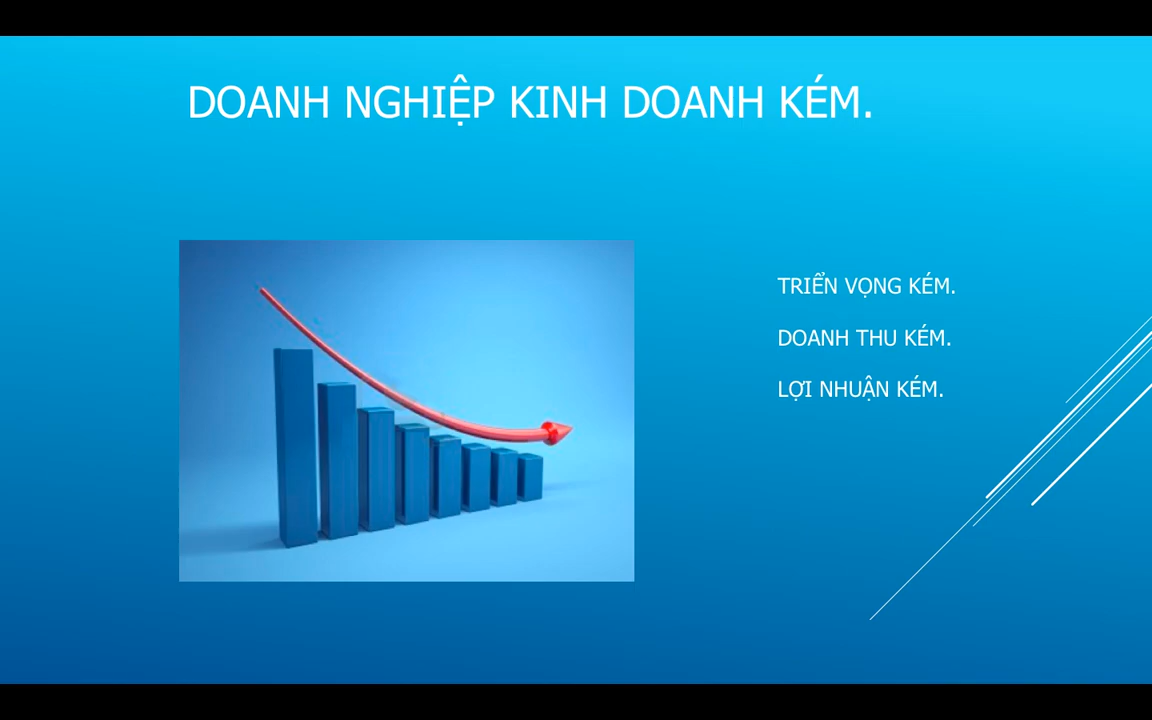 DOANH NGHIỆP KINH DOANH KÉM.
TRIỂN VỌNG KÉM.
DOANH THU KÉM.
LỢI NHUẬN KÉM.